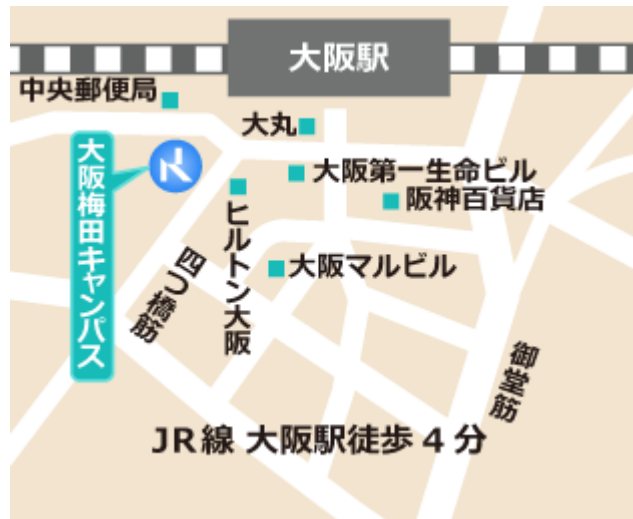 大阪駅
中央郵便局
大丸
大阪第一生命ビル
阪神百貨店
大阪梅田キャンパス
ヒルトン大阪
大阪マルビル
四つ橋筋
御堂筋
JR線 大阪駅徒歩4分